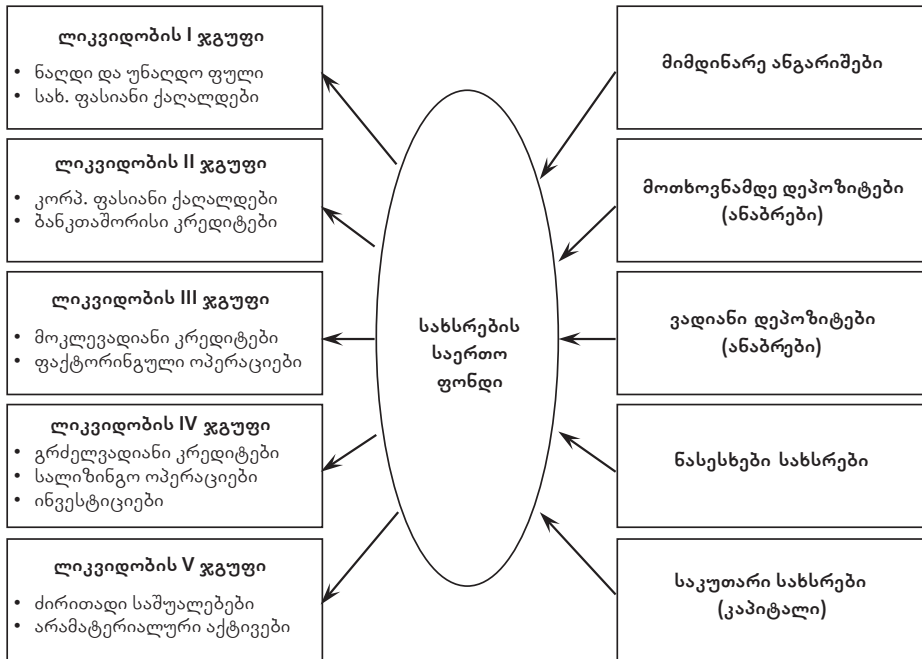 ლიკვიდობის I ჯგუფი
• ნაღდი და უნაღდო ფული
• სახ. ფასიანი ქაღალდები
ლიკვიდობის II ჯგუფი
• კორპ. ფასიანი ქაღალდები
• ბანკთაშორისი კრედიტები
ლიკვიდობის III ჯგუფი
• მოკლევადიანი კრედიტები
• ფაქტორინგული ოპერაციები
ლიკვიდობის IV ჯგუფი
• გრძელვადიანი კრედიტები
• სალიზინგო ოპერაციები
• ინვესტიციები
ლიკვიდობის V ჯგუფი
• ძირითადი საშუალებები
• არამატერიალური აქტივები
სახსრების
საერთო
ფონდი
მიმდინარე ანგარიშები
მოთხოვნამდე დეპოზიტები
(ანაბრები)
ვადიანი დეპოზიტები
(ანაბრები)
ნასესხები სახსრები
საკუთარი სახსრები
(კაპიტალი)